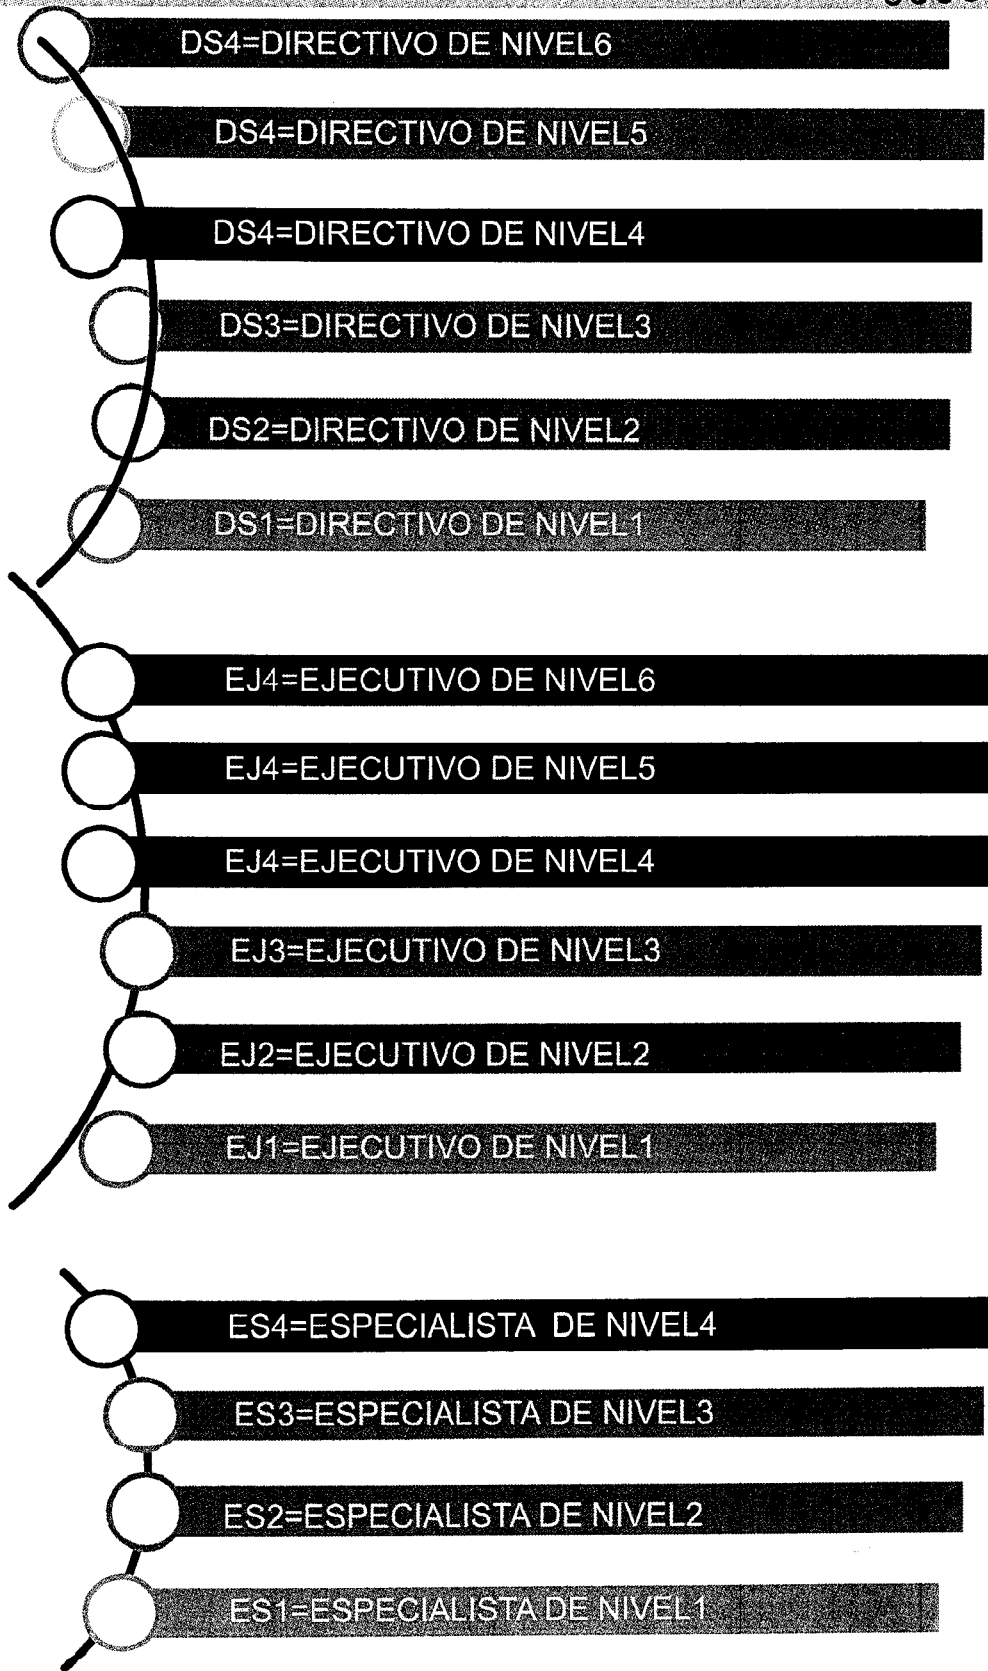 DS4=DIRECTIVO DE NIVEL6
DS4=DIRECTIVO DE NIVEL5
DS4=DIRECTIVO DE NIVEL4
DS3=DIRECTIVO DE NIVEL3
DS2=DIRECTIVO DE NIVEL2
DS1=DIRECTIVO DE NIVEL1
EJ4=EJECUTIVO DE NIVEL6
EJ4=EJECUTIVO DE NIVEL5
EJ4=EJECUTIVO DE NIVEL4
EJ3=EJECUTIVO DE NIVEL3
EJ2=EJECUTIVO DE NIVEL2
EJ1=EJECUTIVO DE NIVEL1
ES4=ESPECIALISTA DE NIVEL4
ES3=ESPECIALISTA DE NIVEL3
ES2=ESPECIALISTA DE NIVEL2
ES1=ESPECIALISTA DE NIVEL1